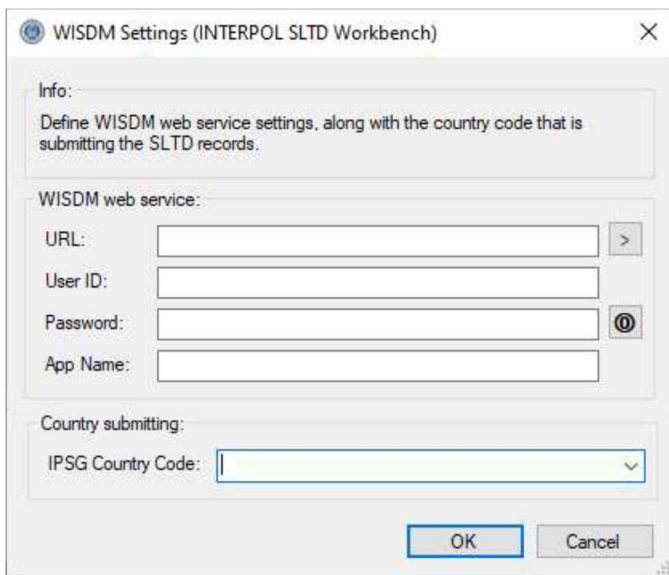 WISDM Settings (INTERPOL SLTD Workbench)
Info:
Define WISDM web service settings, along with the country code that is
submitting the SLTD records.
WISDM web service:
URL:
>
User ID:
Password:
App Name:
Country submitting:
IPSG Country Code:
OK Cancel